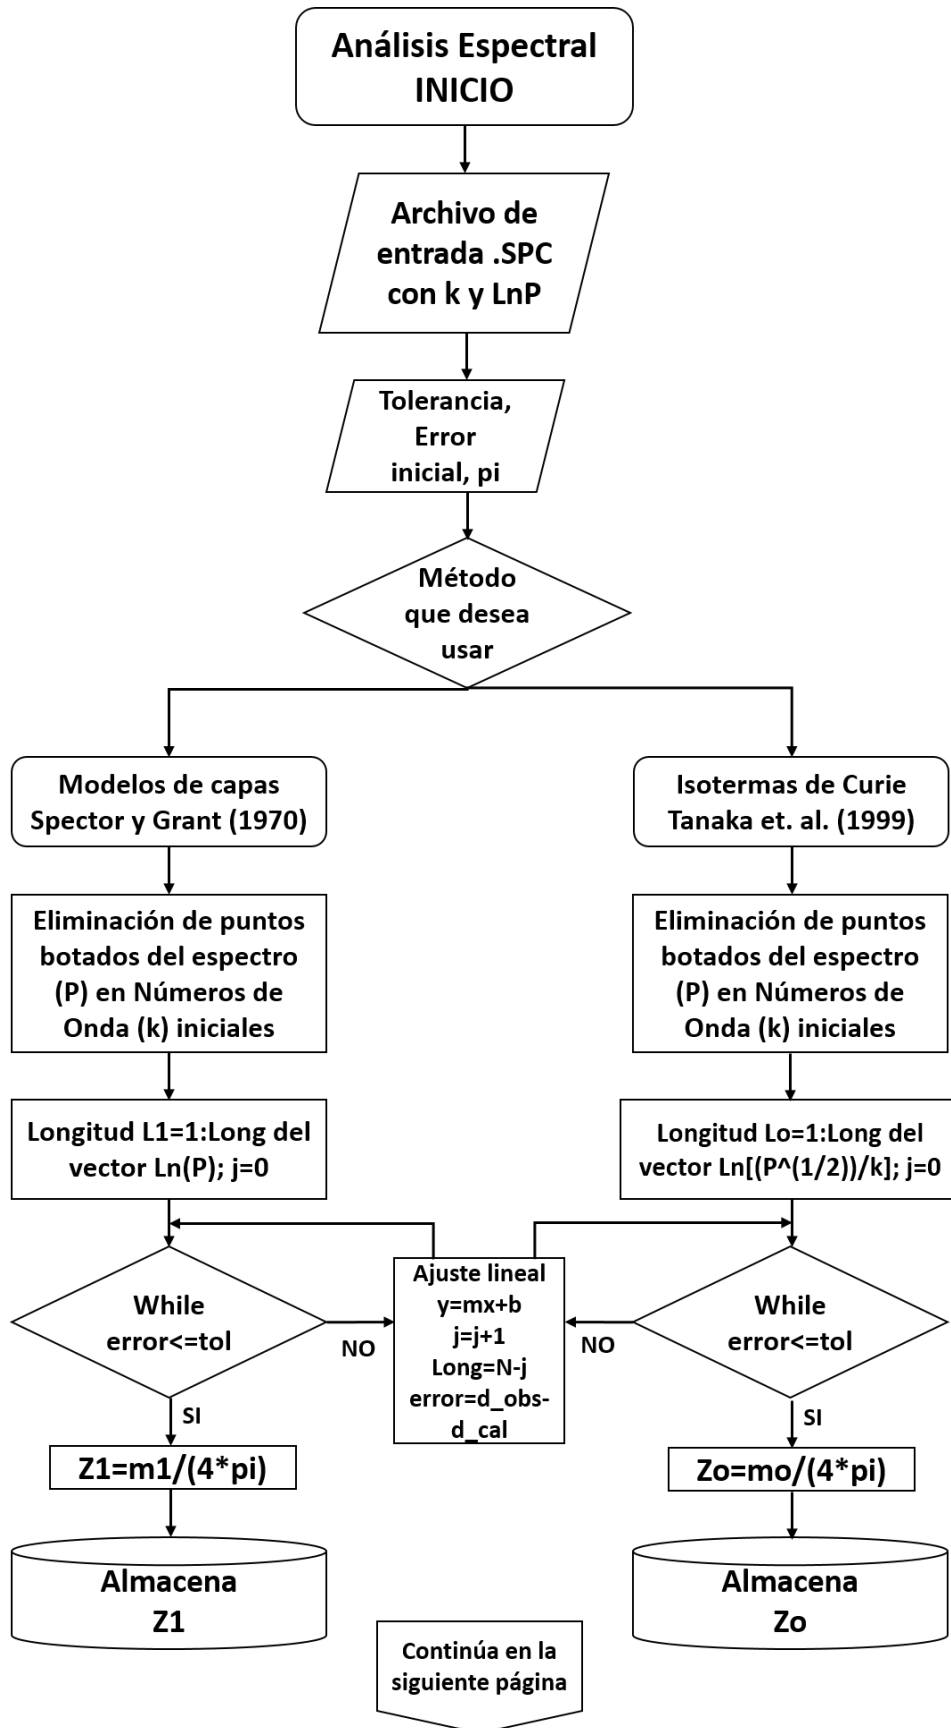 Análisis Espectral
INICIO
Archivo de
entrada .SPC
con k y LnP
Tolerancia,
Error
inicial, pi
Método
que desea
usar
Modelos de capas
Spector y Grant (1970)
Isotermas de Curie
Tanaka et. al. (1999)
Eliminación de puntos
botados del espectro
(P) en Números de
Onda (k) iniciales
Eliminación de puntos
botados del espectro
(P) en Números de
Onda (k) iniciales
Longitud L1=1:Long del
vector Ln(P); j=0
Longitud Lo=1:Long del
vector Ln[(P^(1/2))/k]; j=0
While
error<=tol
NO
SI
Ajuste lineal
y=mx+b
j=j+1
Long=N-j
error=d_obs-
d_cal
While
error<=tol
NO
SI
Z1=m1/(4*pi)
Zo=mo/(4*pi)
Almacena
Z1
Almacena
Zo
Continúa en la
siguiente página